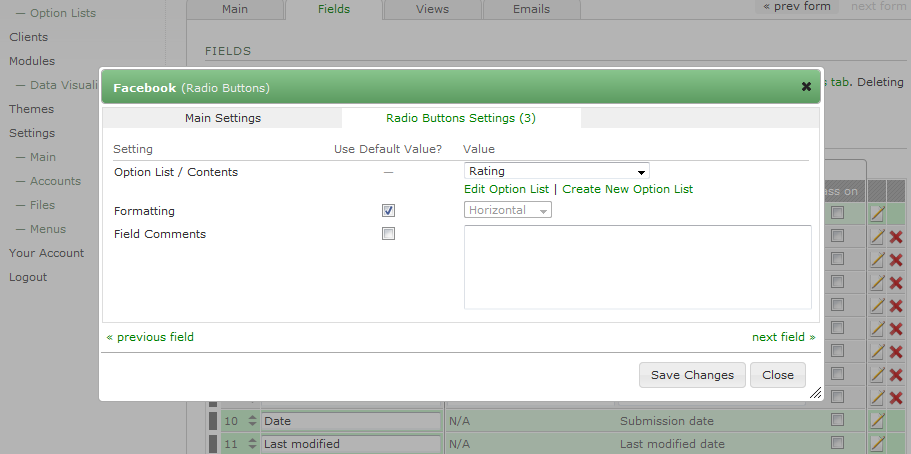 Option Lists
Clients
Modules
Data Visuali
Themes
Settings
Main
Accounts
Files
Menus
Your Account
Logout
Main Fields Views Emails
« prev form next form
FIELDS
s tab. Deleting
Facebook (Radio Buttons)
Main Settings Radio Buttons Settings (3)
Setting Use Default Value? Value
Option List / Contents — Rating
Edit Option List | Create New Option List
Formatting Horizontal
Field Comments
« previous field next field »
Save Changes Close
ass on
10 Date N/A Submission date
11 Last modified N/A Last modified date